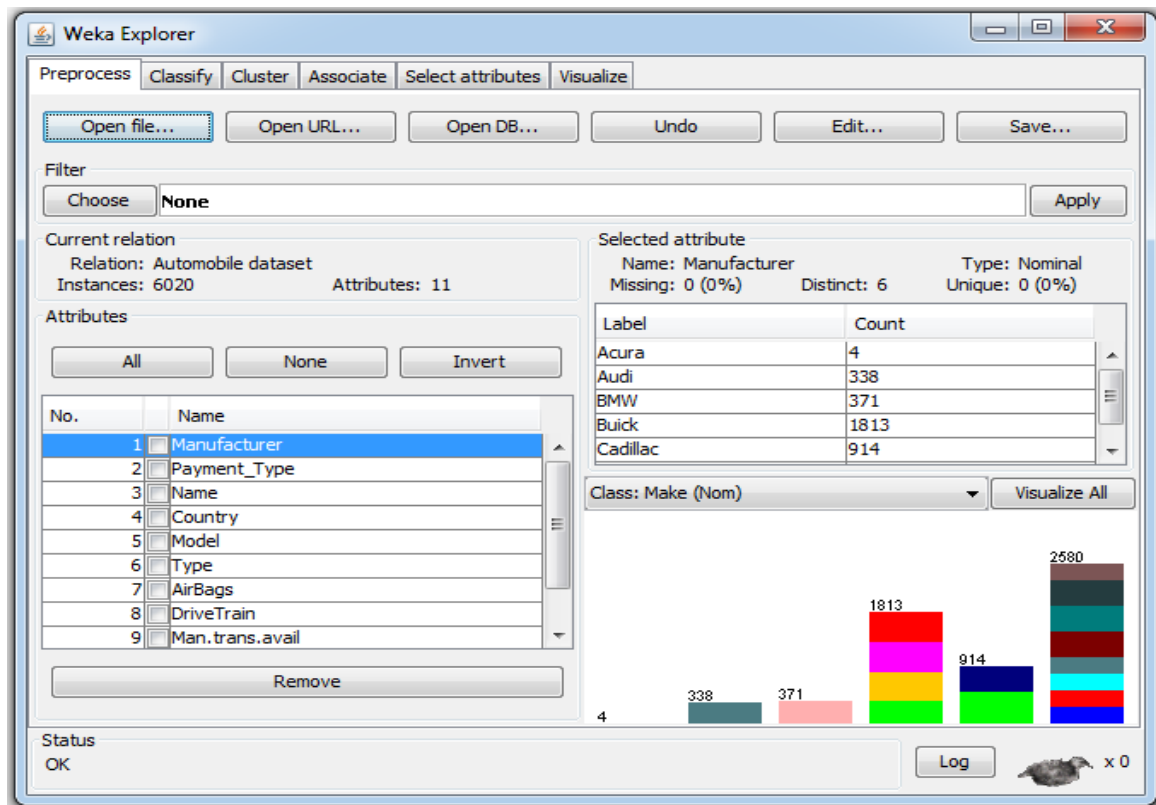 Weka Explorer
Preprocess Classify Cluster Associate Select attributes Visualize
Open file... Open URL... Open DB... Undo Edit... Save...
Filter
Choose None Apply
Current relation
Relation: Automobile dataset
Instances: 6020 Attributes: 11
Attributes
All None Invert
No. Name
1 Manufacturer
2 Payment_Type
3 Name
4 Country
5 Model
6 Type
7 AirBags
8 DriveTrain
9 Man.trans.avail
Remove
Selected attribute
Name: Manufacturer Type: Nominal
Missing: 0 (0%) Distinct: 6 Unique: 0 (0%)
Label Count
Acura 4
Audi 338
BMW 371
Buick 1813
Cadillac 914
Class: Make (Nom) Visualize All
4 338 371 1813 914 2580
Status
OK
Log x 0